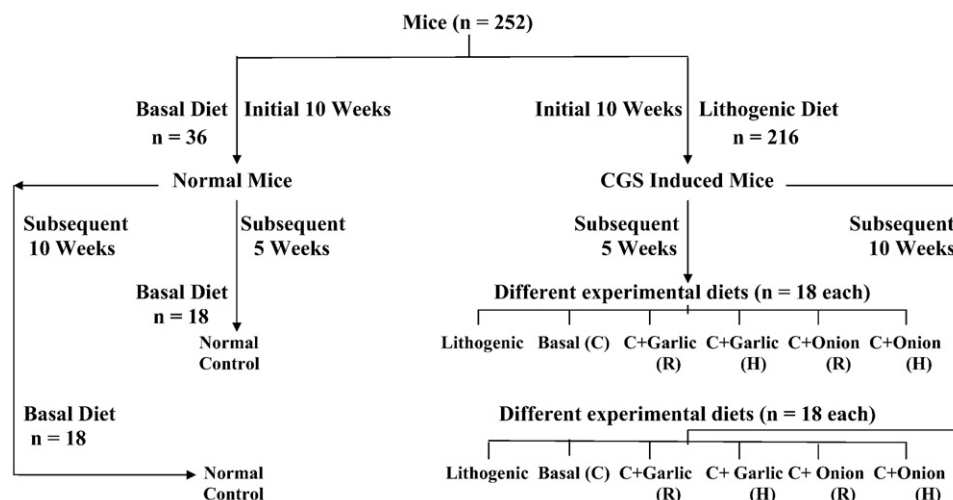 Mice (n = 252)
Basal Diet Initial 10 Weeks
n = 36
Initial 10 Weeks Lithogenic Diet
n = 216
Normal Mice
CGS Induced Mice
Subsequent
10 Weeks
Subsequent
5 Weeks
Subsequent
5 Weeks
Subsequent
10 Weeks
Basal Diet
n = 18
Normal
Control
Different experimental diets (n = 18 each)
Lithogenic Basal (C) C+Garlic C+Garlic C+Onion C+Onion
(R) (H) (R) (H)
Basal Diet
n = 18
Normal
Control
Different experimental diets (n = 18 each)
Lithogenic Basal (C) C+Garlic C+ Garlic C+ Onion C+Onion
(R) (H) (R) (H)